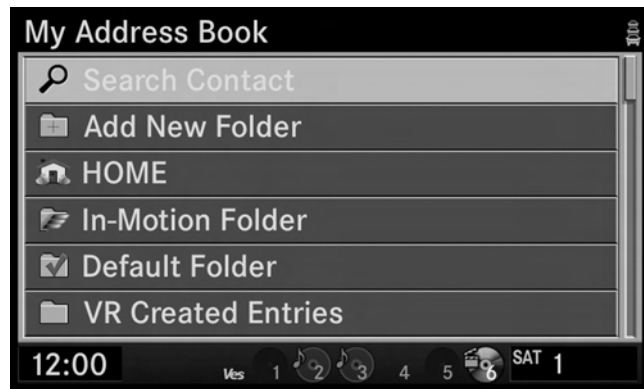 My Address Book
Search Contact
Add New Folder
HOME
In-Motion Folder
Default Folder
VR Created Entries
12:00 Ves 1 2 3 4 5 6 SAT 1